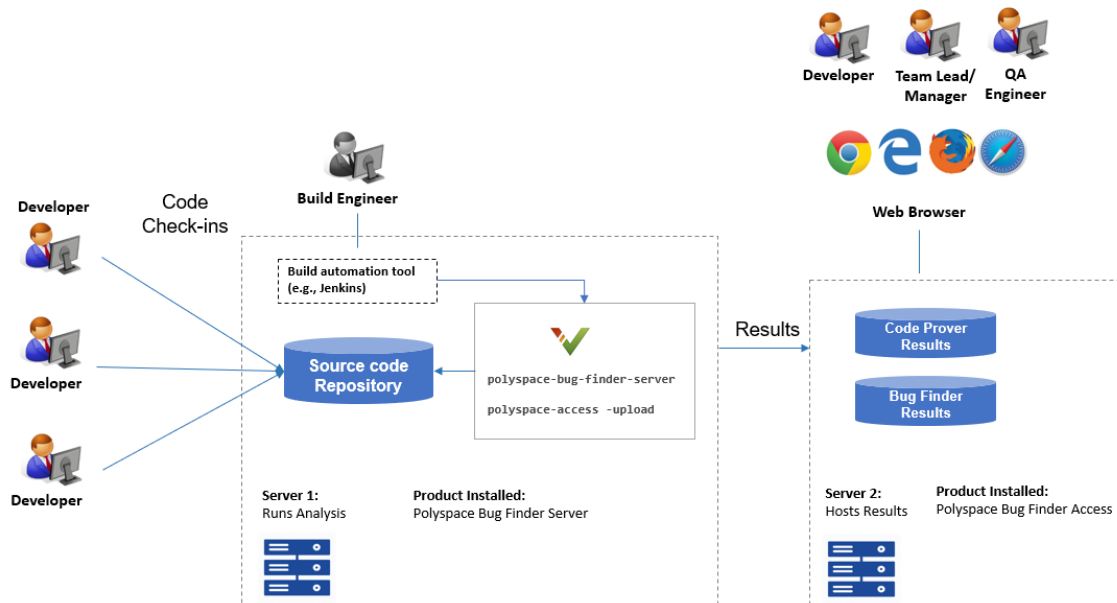 Developer
Team Lead/
Manager
QA
Engineer
Web Browser
Build Engineer
Code
Check-ins
Developer
Developer
Developer
Build automation tool
(e.g., Jenkins)
Source code
Repository
polyspace-bug-finder-server
polyspace-access -upload
Results
Code Prover
Results
Bug Finder
Results
Server 1:
Runs Analysis
Product Installed:
Polyspace Bug Finder Server
Server 2:
Hosts Results
Product Installed:
Polyspace Bug Finder Access